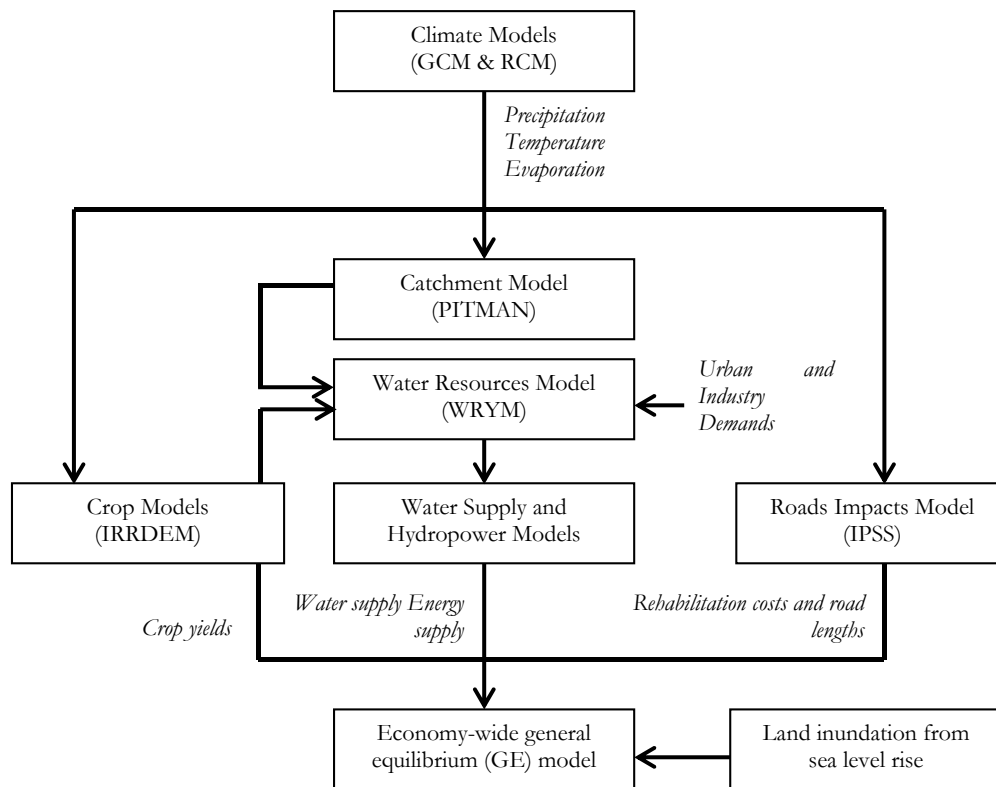 Climate Models
(GCM & RCM)
Precipitation
Temperature
Evaporation
Catchment Model
(PITMAN)
Water Resources Model
(WRYM)
Urban and
Industry
Demands
Crop Models
(IRRDEM)
Water Supply and
Hydropower Models
Roads Impacts Model
(IPSS)
Crop yields
Water supply Energy
supply
Rehabilitation costs and road
lengths
Economy-wide general
equilibrium (GE) model
Land inundation from
sea level rise